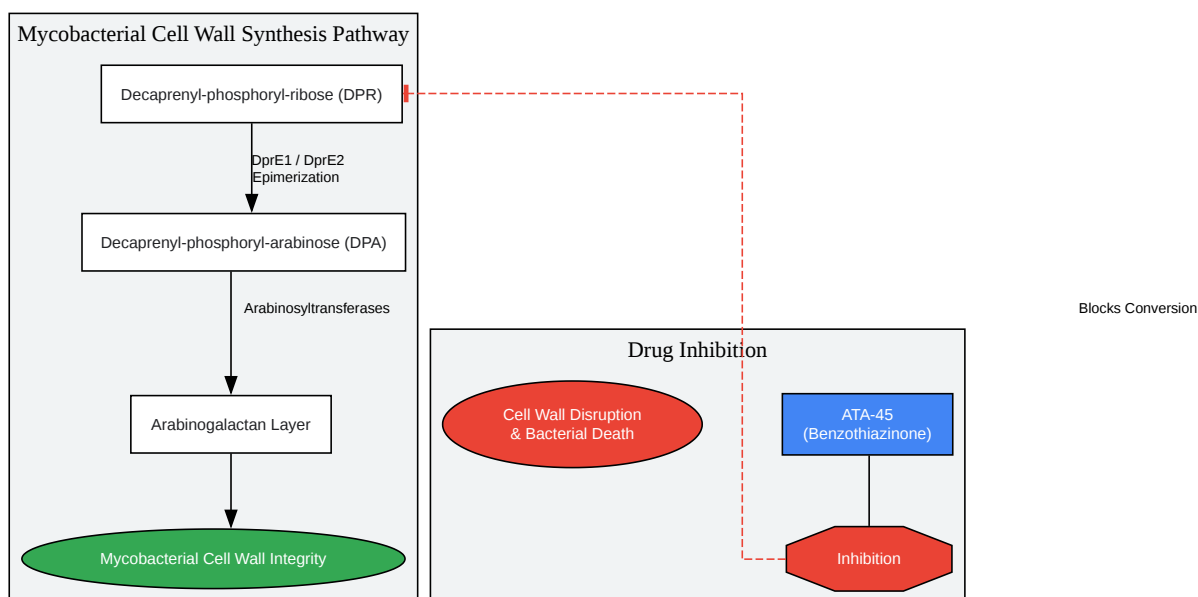 Mycobacterial Cell Wall Synthesis Pathway
Decaprenyl-phosphoryl-ribose (DPR)
DprE1 / DprE2
Epimerization
Decaprenyl-phosphoryl-arabinose (DPA)
Arabinosyltransferases
Arabinogalactan Layer
Mycobacterial Cell Wall Integrity
Drug Inhibition
Cell Wall Disruption
& Bacterial Death
ATA-45
(Benzothiazinone)
Inhibition
Blocks Conversion